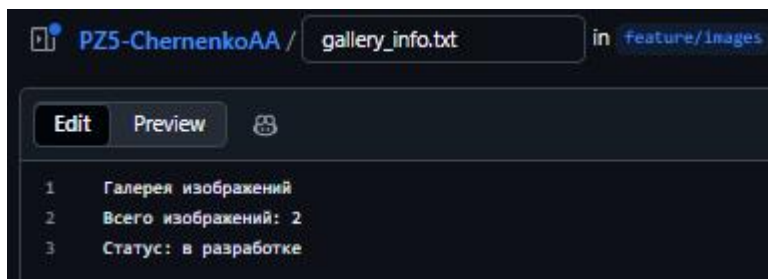 PZ5-ChernenkoAA / gallery_info.txt in feature/images
Edit Preview
1 Галерея изображений
2 Всего изображений: 2
3 Статус: в разработке